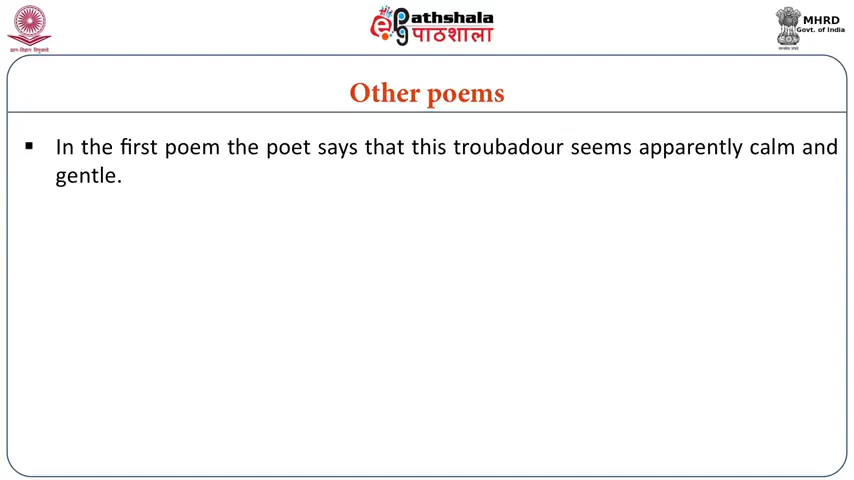 ePathshala
पाठशाला
MHRD
Govt. of India
Other poems
▪ In the first poem the poet says that this troubadour seems apparently calm and
gentle.